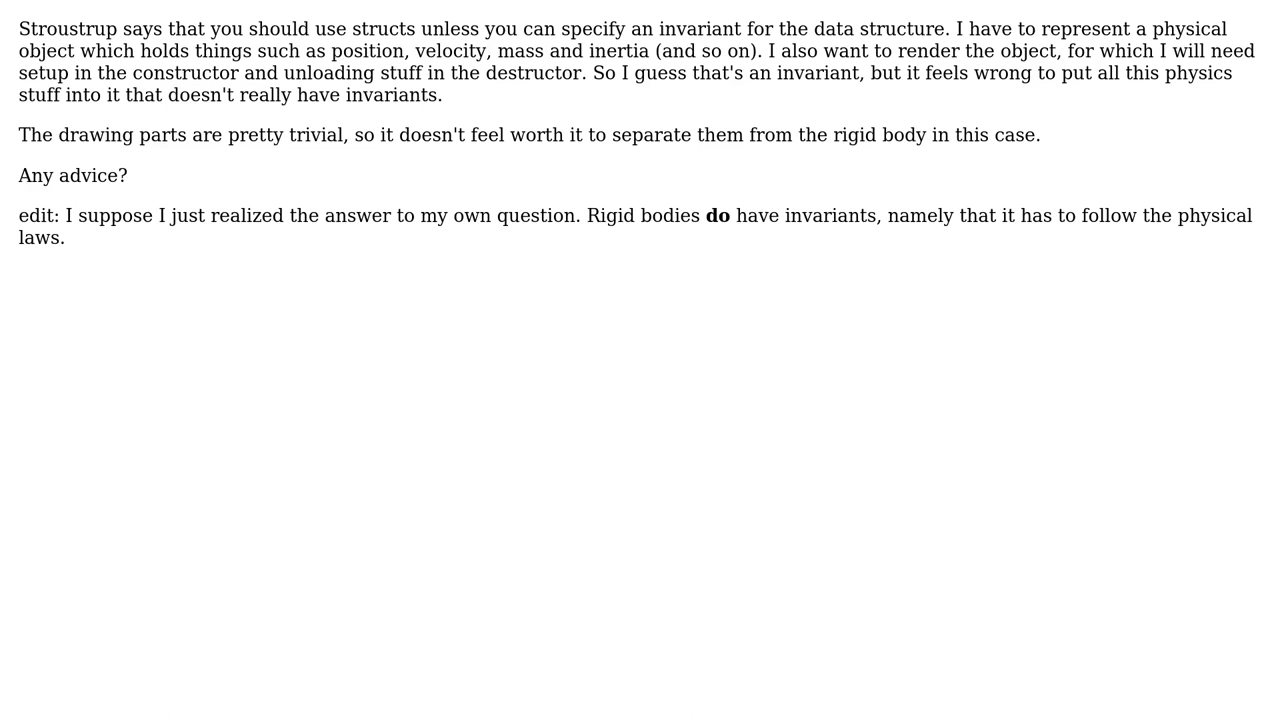 Stroustrup says that you should use structs unless you can specify an invariant for the data structure. I have to represent a physical
object which holds things such as position, velocity, mass and inertia (and so on). I also want to render the object, for which I will need
setup in the constructor and unloading stuff in the destructor. So I guess that's an invariant, but it feels wrong to put all this physics
stuff into it that doesn't really have invariants.
The drawing parts are pretty trivial, so it doesn't feel worth it to separate them from the rigid body in this case.
Any advice?
edit: I suppose I just realized the answer to my own question. Rigid bodies do have invariants, namely that it has to follow the physical
laws.